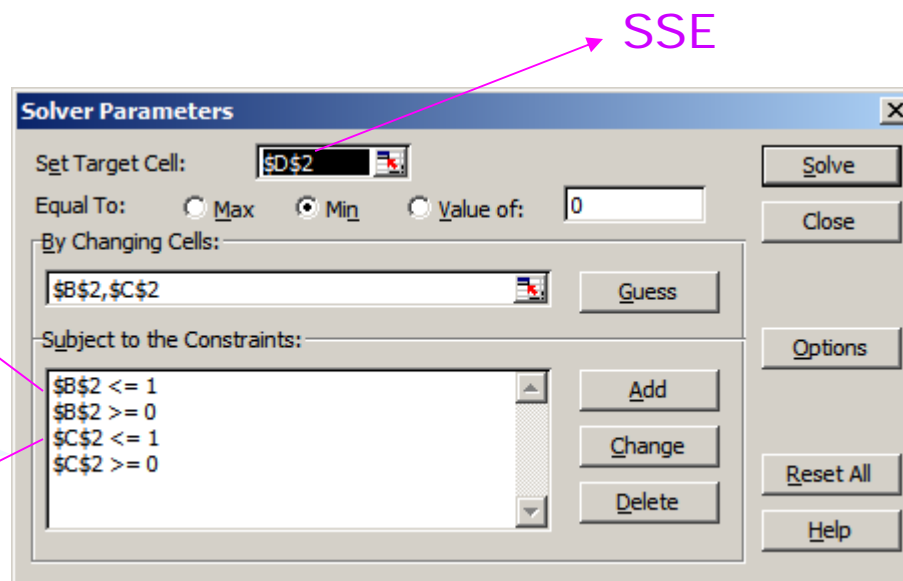 SSE
Solver Parameters
Set Target Cell: $D$2 Solve
Equal To: Max Min Value of: 0 Close
By Changing Cells:
$B$2,$C$2 Guess
Subject to the Constraints: Options
$B$2 <= 1 Add
$B$2 >= 0
$C$2 <= 1 Change
$C$2 >= 0 Reset All
Delete
Help